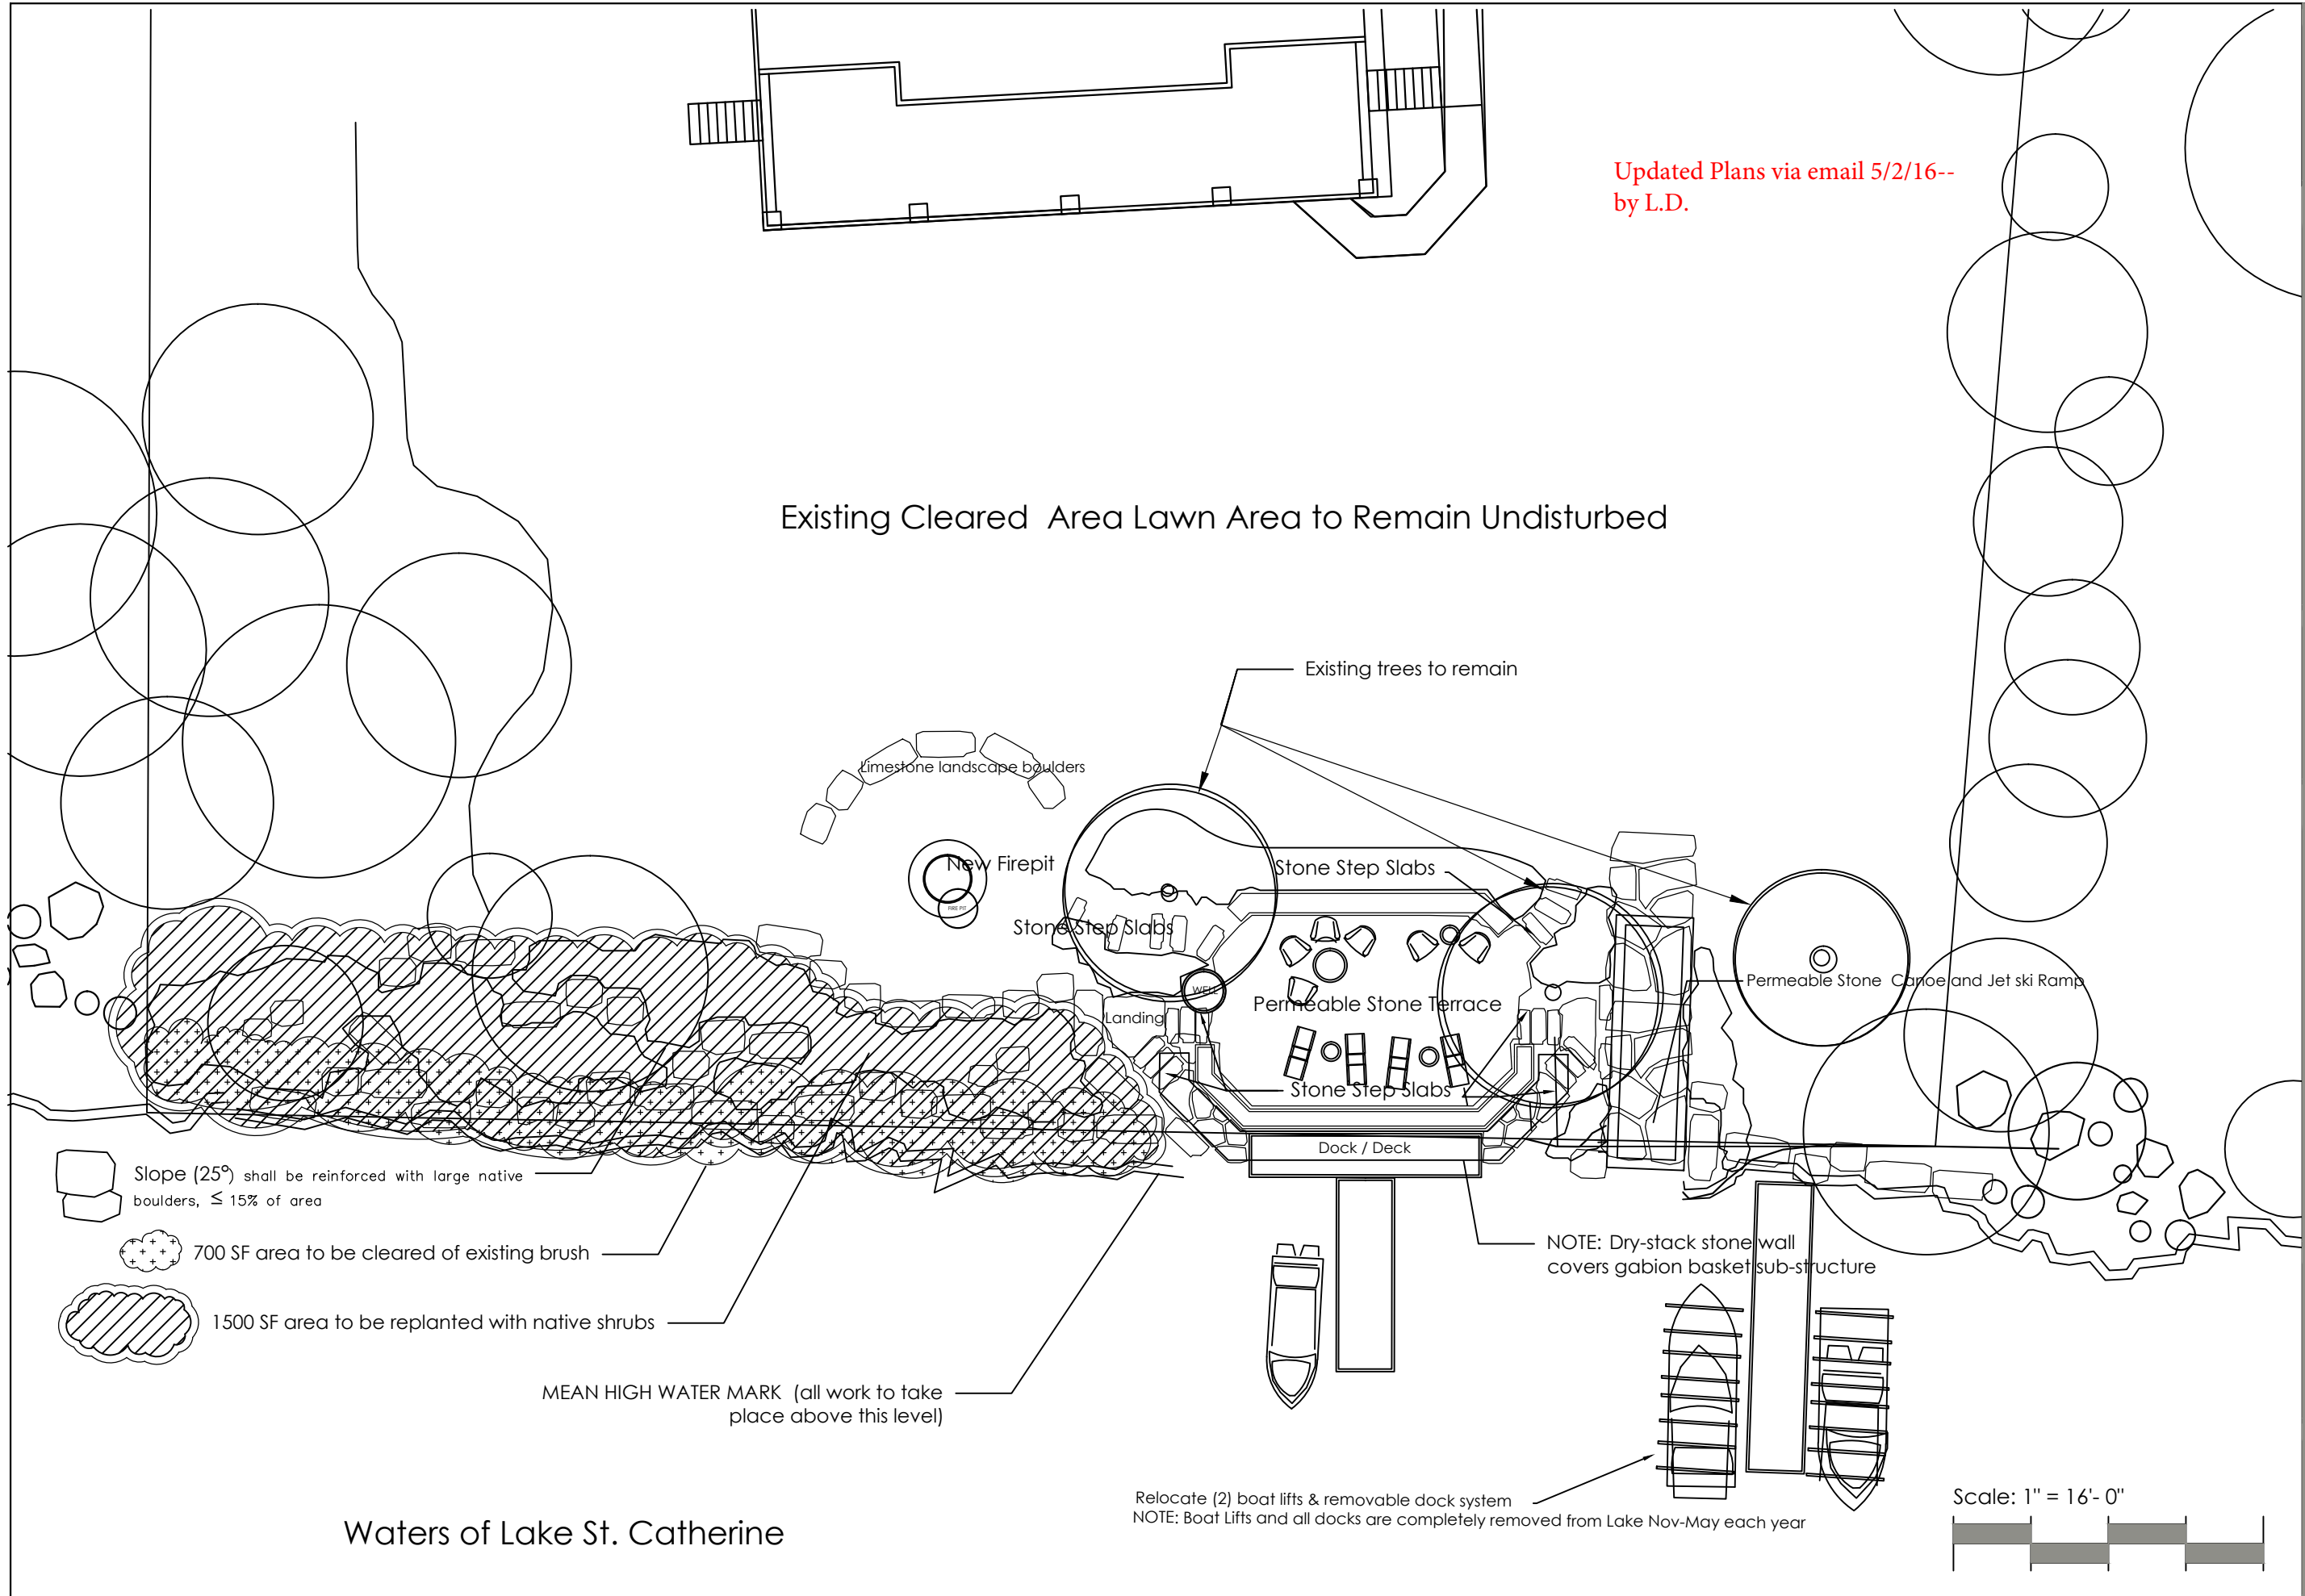 Updated Plans via email 5/2/16--
by L.D.
Existing Cleared Area Lawn Area to Remain Undisturbed
Existing trees to remain
Limestone landscape boulders
New Firepit
FIRE PIT
Stone Step Slabs
Stone Step Slabs
WELL
Landing
Permeable Stone Terrace
Permeable Stone Canoe and Jet ski Ramp
Stone Step Slabs
Dock / Deck
Slope (25°) shall be reinforced with large native
boulders, ≤ 15% of area
700 SF area to be cleared of existing brush
1500 SF area to be replanted with native shrubs
NOTE: Dry-stack stone wall
covers gabion basket sub-structure
MEAN HIGH WATER MARK (all work to take
place above this level)
Relocate (2) boat lifts & removable dock system
NOTE: Boat Lifts and all docks are completely removed from Lake Nov-May each year
Waters of Lake St. Catherine
Scale: 1" = 16'- 0"